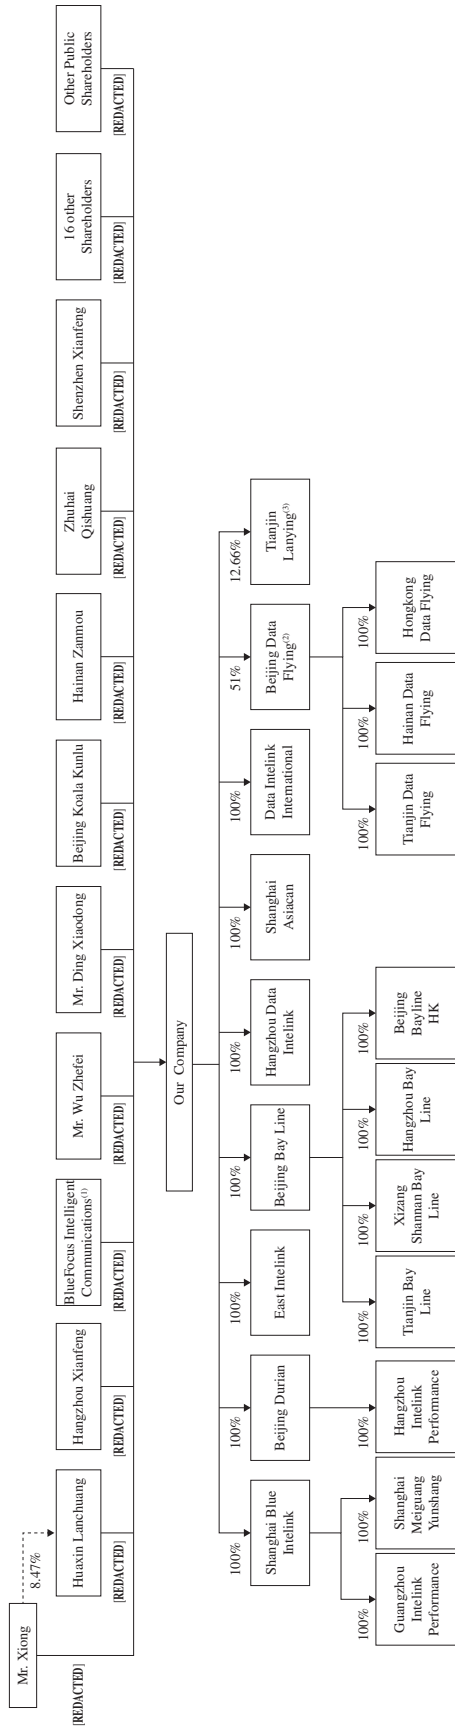 Mr. Xiong
8.47%
[REDACTED]
Huaxin Lanchuang
Hangzhou Xianfeng
BlueFocus Intelligent
Communications(1)
Mr. Wu Zhefei
Mr. Ding Xiaodong
Beijing Koala Kunlu
Hainan Zanmou
Zhuhai
Qishuang
Shenzhen Xianfeng
16 other
Shareholders
Other Public
Shareholders
[REDACTED]
[REDACTED]
[REDACTED]
[REDACTED]
[REDACTED]
[REDACTED]
[REDACTED]
[REDACTED]
[REDACTED]
[REDACTED]
[REDACTED]
Our Company
100%
100%
100%
100%
100%
100%
100%
51%
12.66%
Shanghai Blue
Intelink
Beijing Durian
East Intelink
Beijing Bay Line
Hangzhou Data
Intelink
Shanghai
Asiacan
Data Intelink
International
Beijing Data
Flying(2)
Tianjin
Lanying(3)
100%
100%
100%
100%
100%
100%
100%
100%
100%
100%
Guangzhou
Intelink
Performance
Shanghai
Meiguang
Yunshang
Hangzhou
Intelink
Performance
Tianjin Bay
Line
Xizang
Shannan Bay
Line
Hangzhou Bay
Line
Beijing
Bayline
HK
Tianjin Data
Flying
Hainan Data
Flying
Hongkong
Data Flying